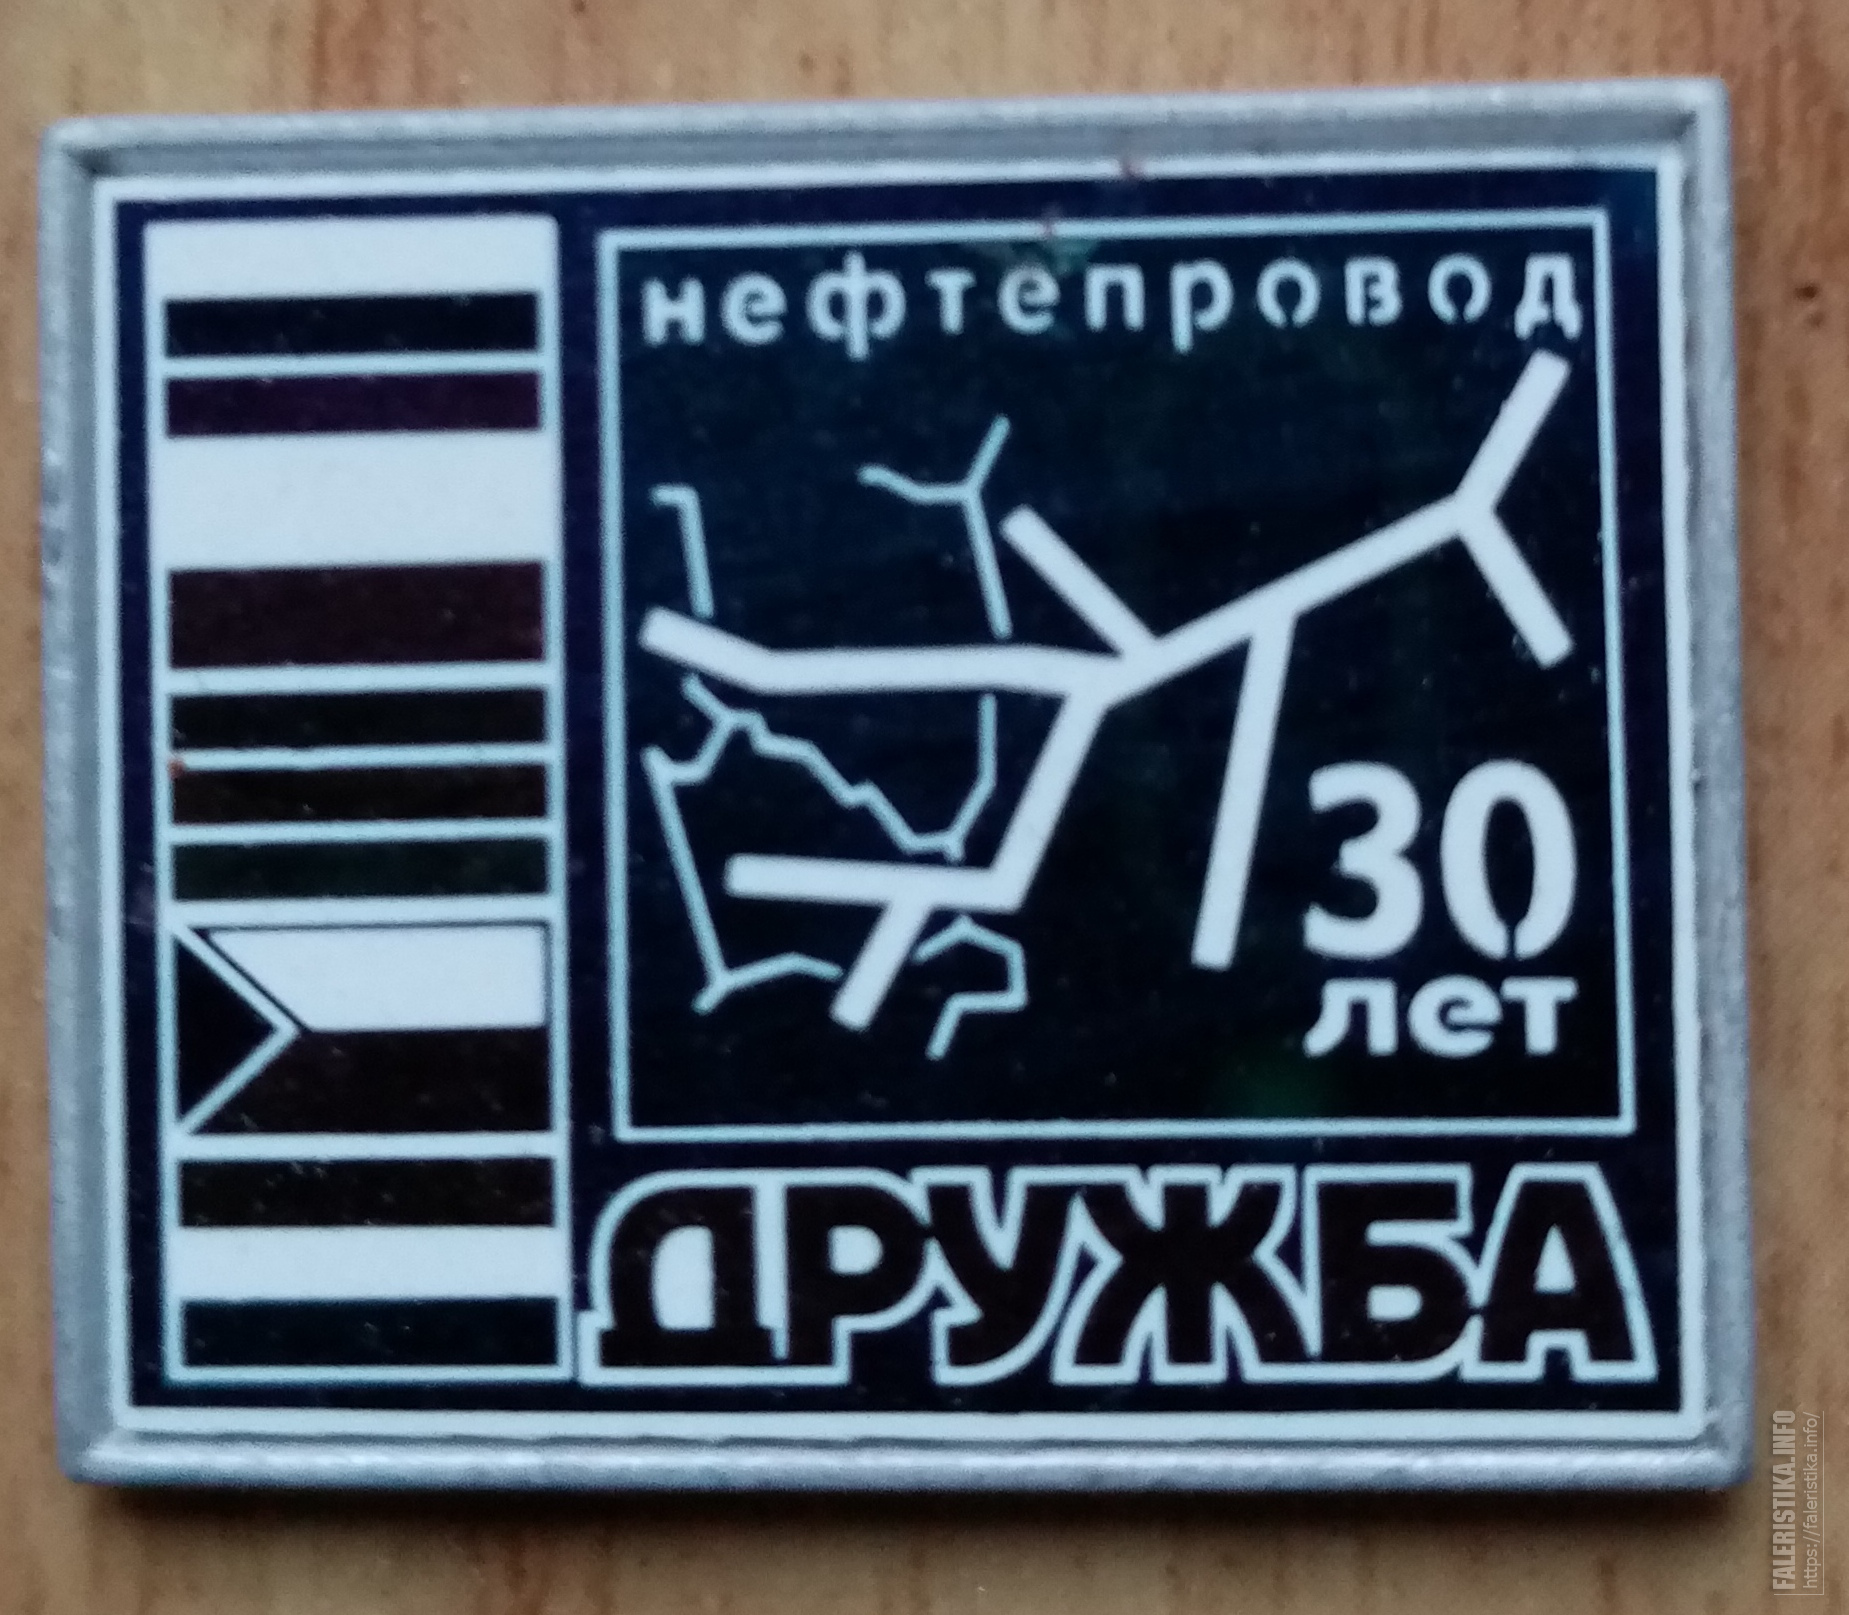 нефтепровод
30
лет
ДРУЖБА
FALERISTIKA.INFO
https://faleristika.info/